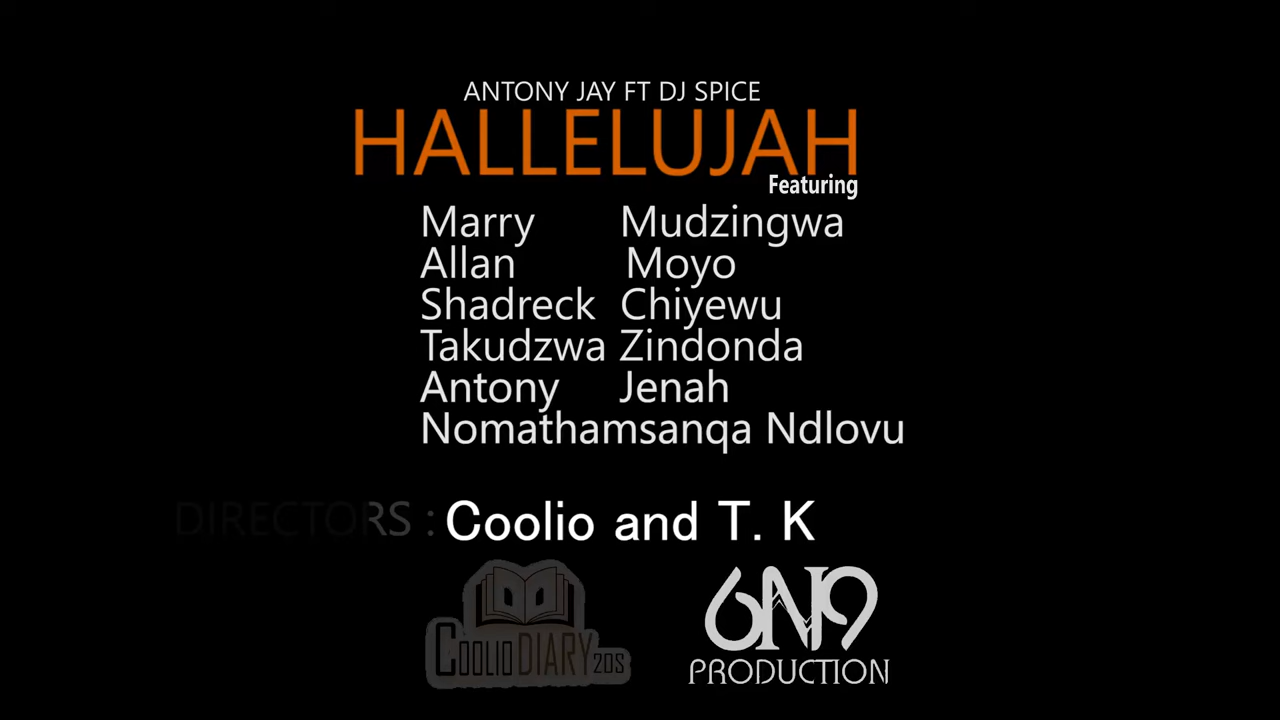 ANTONY JAY FT DJ SPICE
HALLELUJAH
Featuring
Marry Mudzingwa
Allan Moyo
Shadreck Chiyewu
Takudzwa Zindonda
Antony Jenah
Nomathamsanqa Ndlovu
DIRECTORS : Coolio and T. K
COOLIO DIARY 20S
6N9
PRODUCTION